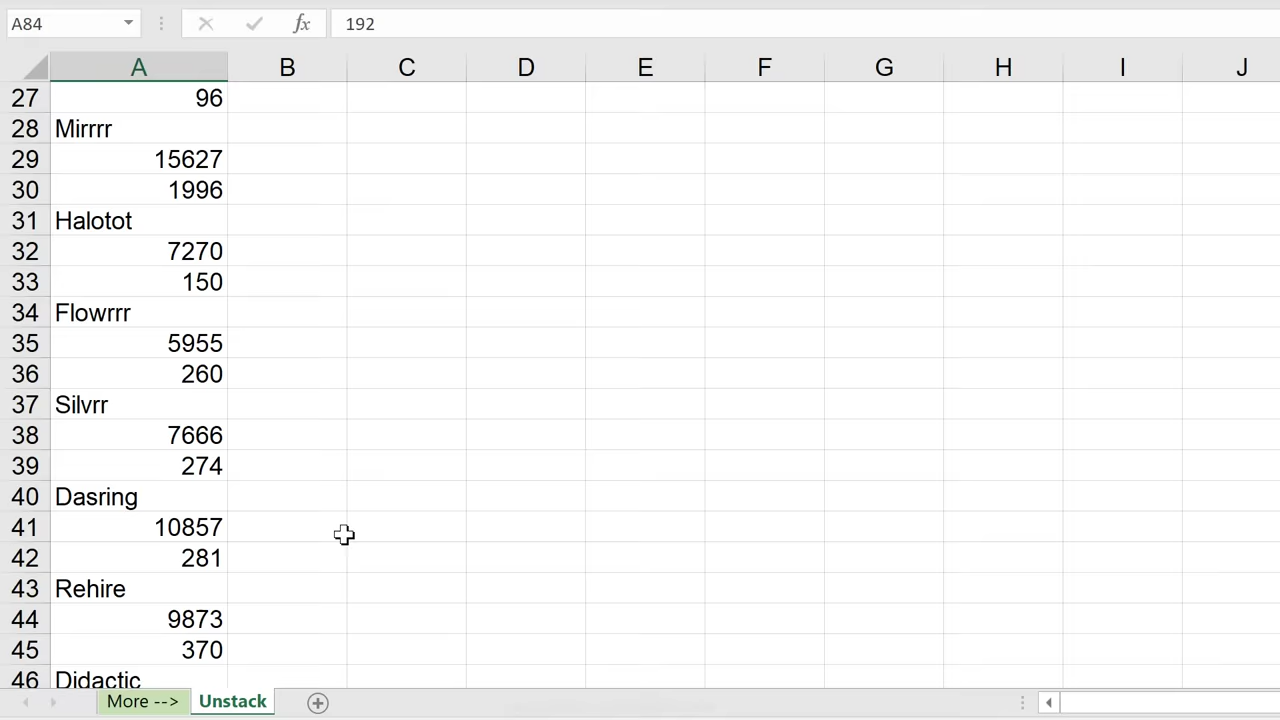 A84 fx 192
A B C D E F G H I J
27 96
28 Mirrrr
29 15627
30 1996
31 Halotot
32 7270
33 150
34 Flowrrr
35 5955
36 260
37 Silvrr
38 7666
39 274
40 Dasring
41 10857
42 281
43 Rehire
44 9873
45 370
46 Didactic
More --> Unstack